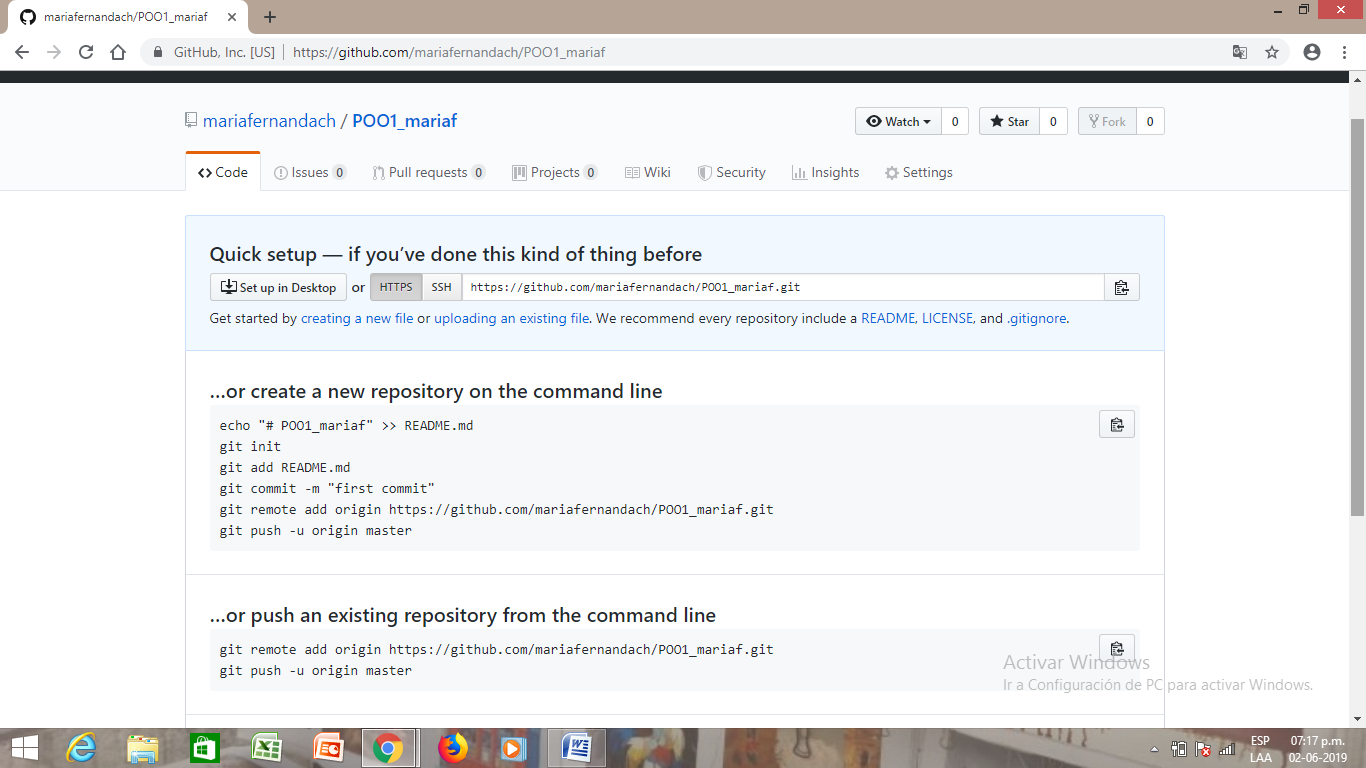 mariafernandach/POO1_mariaf
GitHub, Inc. [US] https://github.com/mariafernandach/POO1_mariaf
mariafernandach / POO1_mariaf
Watch 0 Star 0 Fork 0
Code Issues 0 Pull requests 0 Projects 0 Wiki Security Insights Settings
Quick setup — if you’ve done this kind of thing before
Set up in Desktop or HTTPS SSH https://github.com/mariafernandach/POO1_mariaf.git
Get started by creating a new file or uploading an existing file. We recommend every repository include a README, LICENSE, and .gitignore.
…or create a new repository on the command line
echo "# POO1_mariaf" >> README.md
git init
git add README.md
git commit -m "first commit"
git remote add origin https://github.com/mariafernandach/POO1_mariaf.git
git push -u origin master
…or push an existing repository from the command line
git remote add origin https://github.com/mariafernandach/POO1_mariaf.git
git push -u origin master
Activar Windows
Ir a Configuración de PC para activar Windows.
ESP 07:17 p.m.
LAA 02-06-2019